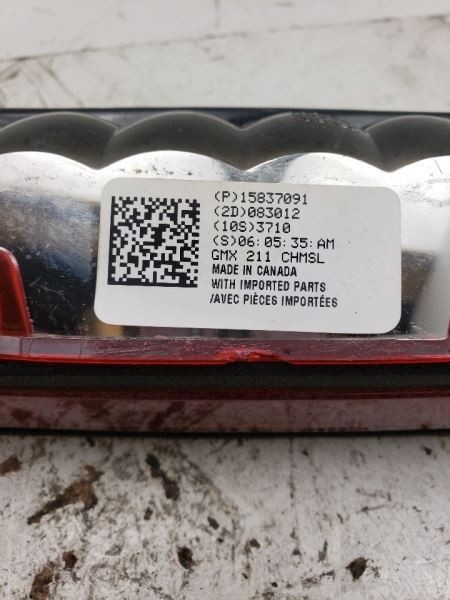 (P)15837091
(2D)083012
(10S)3710
(S)06:05:35:AM
GMX 211 CHMSL
MADE IN CANADA
WITH IMPORTED PARTS
/AVEC PIÈCES IMPORTÉES